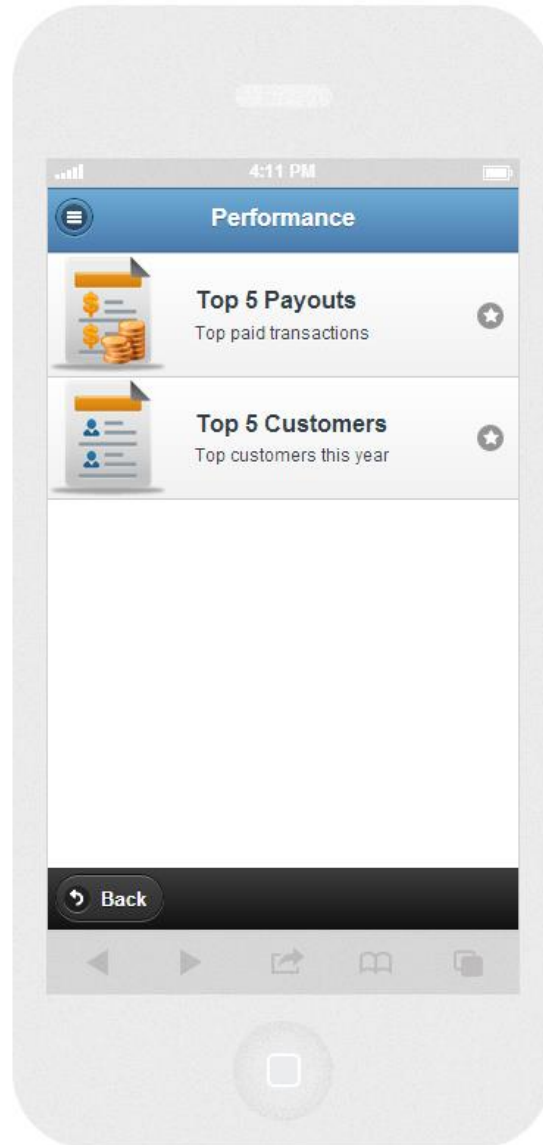 4:11 PM
Performance
Top 5 Payouts
Top paid transactions
Top 5 Customers
Top customers this year
Back